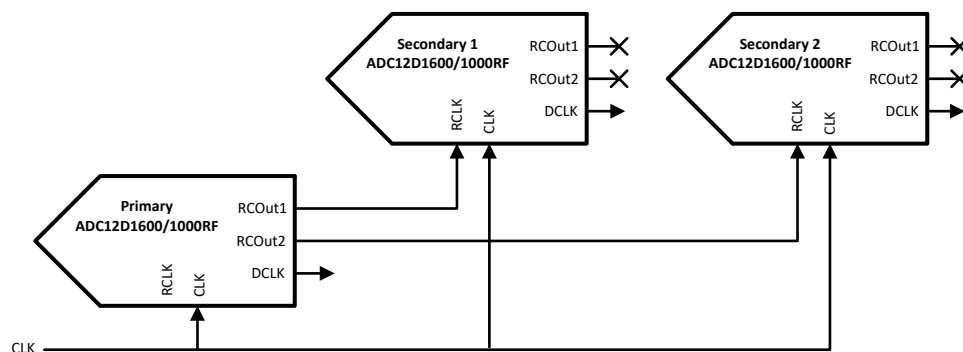 Secondary 1
ADC12D1600/1000RF
RCOut1
RCOut2
DCLK
RCLK
CLK
Secondary 2
ADC12D1600/1000RF
RCOut1
RCOut2
DCLK
RCLK
CLK
Primary
ADC12D1600/1000RF
RCOut1
RCOut2
DCLK
RCLK
CLK
CLK